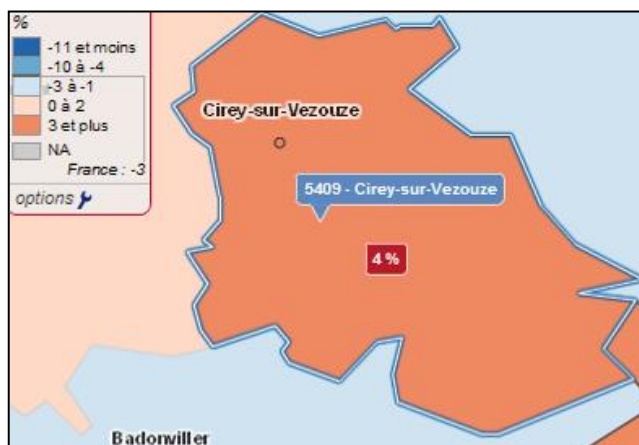 %
-11 et moins
-10 à -4
-3 à -1
0 à 2
3 et plus
NA
France : -3
options
Cirey-sur-Vezouze
5409 - Cirey-sur-Vezouze
4 %
Badonviller